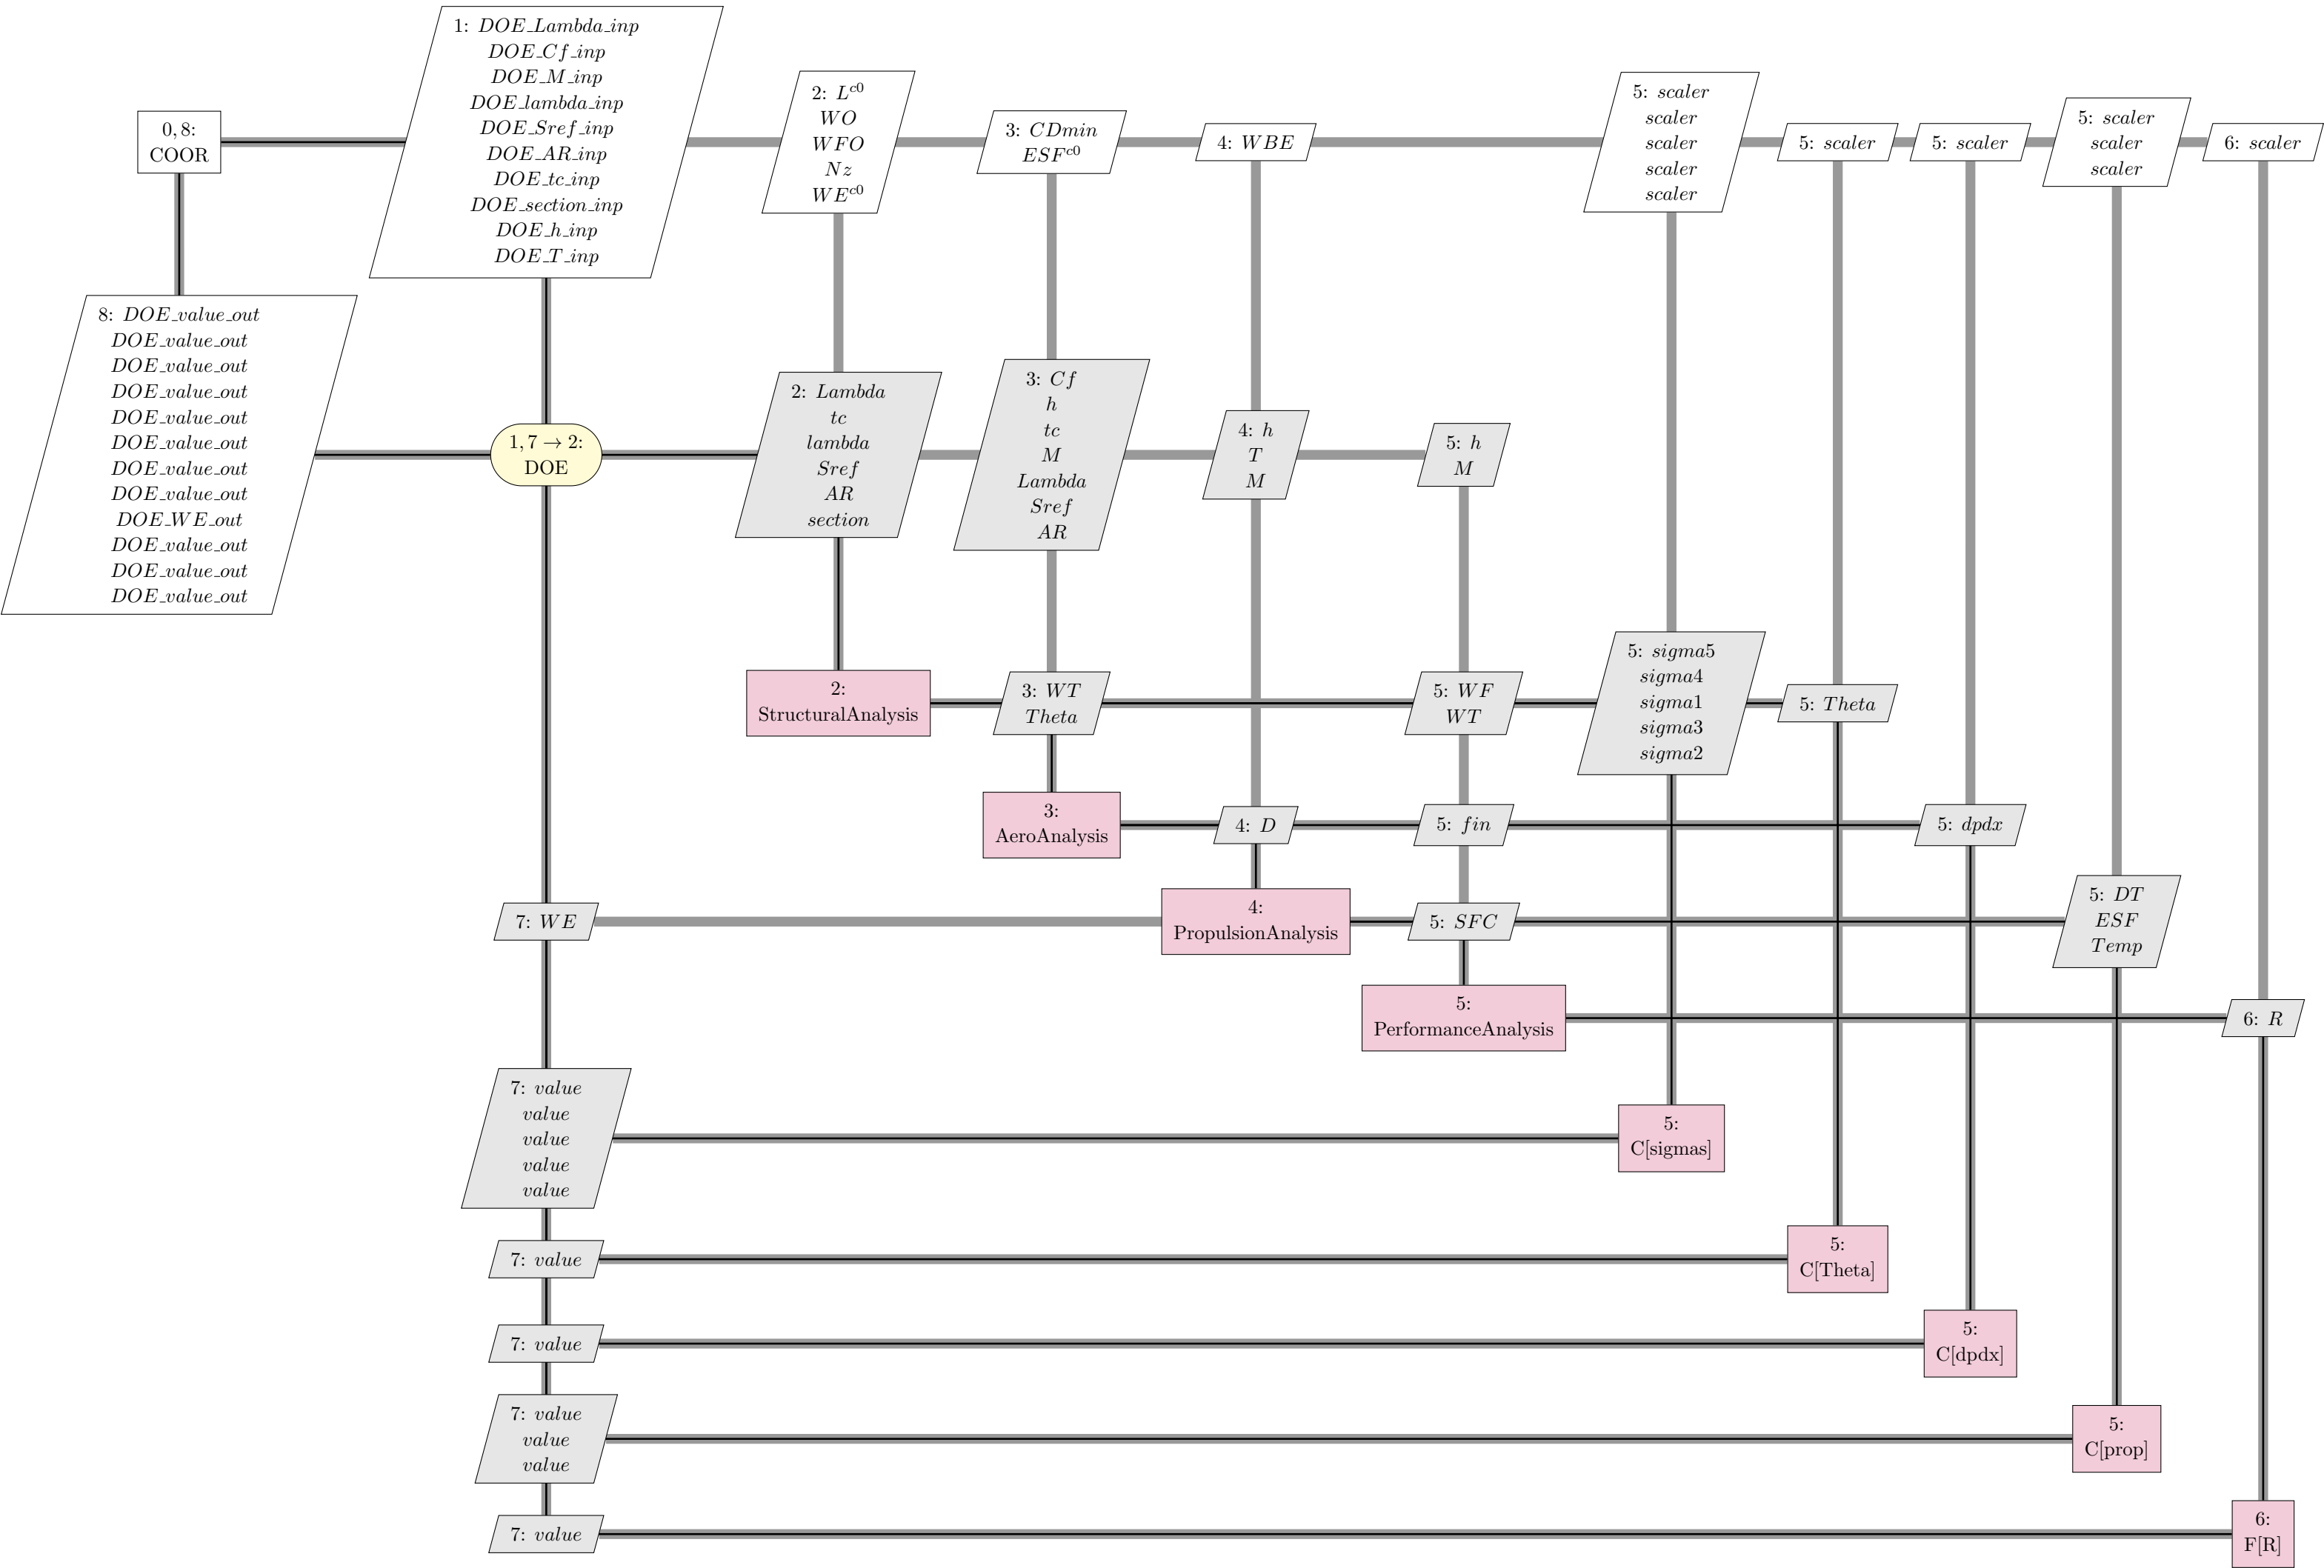 0, 8:
COOR
1: DOE_Lambda_inp
DOE_Cf_inp
DOE_M_inp
DOE_lambda_inp
DOE_Sref_inp
DOE_AR_inp
DOE_tc_inp
DOE_section_inp
DOE_h_inp
DOE_T_inp
2: L^{c0}
WO
WFO
Nz
WE^{c0}
3: CDmin
ESF^{c0}
4: WBE
5: scaler
scaler
scaler
scaler
scaler
5: scaler
5: scaler
5: scaler
scaler
scaler
6: scaler
8: DOE_value_out
DOE_value_out
DOE_value_out
DOE_value_out
DOE_value_out
DOE_value_out
DOE_value_out
DOE_value_out
DOE_WE_out
DOE_value_out
DOE_value_out
DOE_value_out
1, 7 → 2:
DOE
2: Lambda
tc
lambda
Sref
AR
section
3: Cf
h
tc
M
Lambda
Sref
AR
4: h
T
M
5: h
M
2:
StructuralAnalysis
3: WT
Theta
5: WF
WT
5: sigma5
sigma4
sigma1
sigma3
sigma2
5: Theta
3:
AeroAnalysis
4: D
5: fin
5: dpdx
7: WE
4:
PropulsionAnalysis
5: SFC
5: DT
ESF
Temp
5:
PerformanceAnalysis
6: R
7: value
value
value
value
value
5:
C[sigmas]
7: value
5:
C[Theta]
7: value
5:
C[dpdx]
7: value
value
value
5:
C[prop]
7: value
6:
F[R]